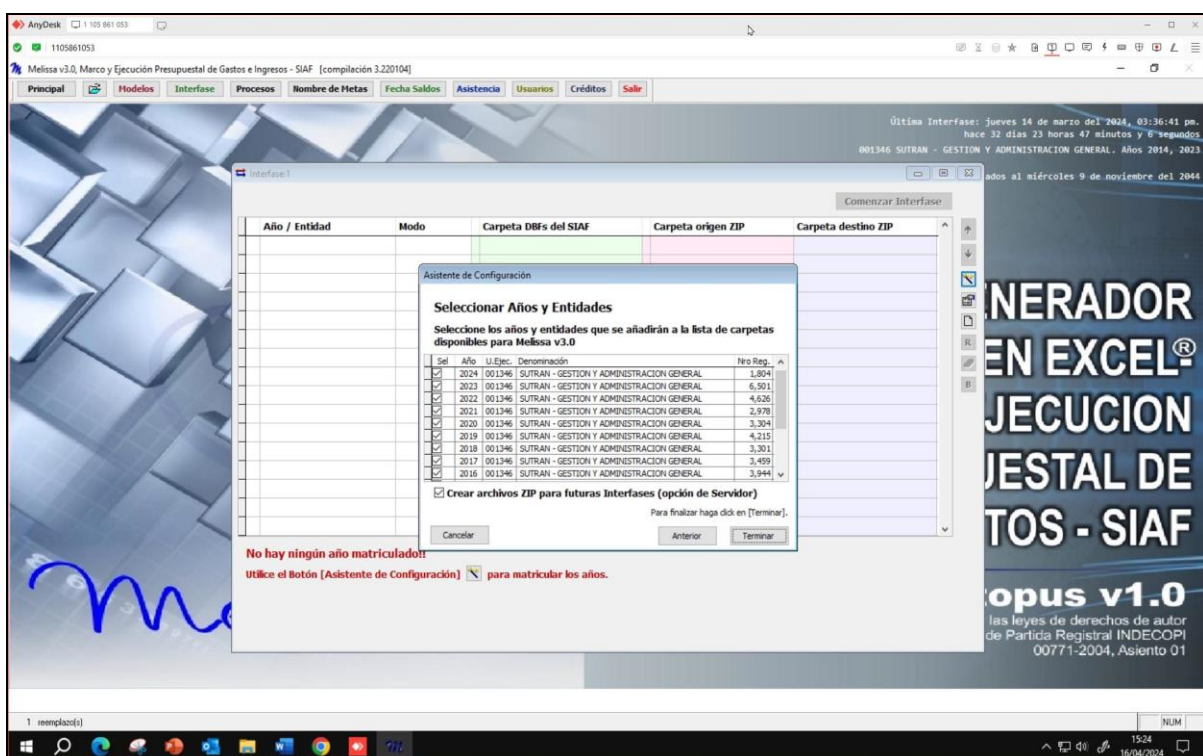 AnyDesk 1 105 861 053
1105861053
Melissa v3.0, Marco y Ejecución Presupuestal de Gastos e Ingresos - SIAF [compilación 3.220104]
Principal Modelos Interfase Procesos Nombre de Metas Fecha Saldos Asistencia Usuarios Créditos Salir
Última Interfase: jueves 14 de marzo del 2024, 03:36:41 pm.
hace 32 días 23 horas 47 minutos y 6 segundos
001346 SUTRAN - GESTION Y ADMINISTRACION GENERAL. Años 2014, 2023
ados al miércoles 9 de noviembre del 2044
Interfase:1
Comenzar Interfase
Año / Entidad Modo Carpeta DBFs del SIAF Carpeta origen ZIP Carpeta destino ZIP
Asistente de Configuración
Seleccionar Años y Entidades
Seleccione los años y entidades que se añadirán a la lista de carpetas
disponibles para Melissa v3.0
Sel Año U.Ejec. Denominación Nro Reg.
2024 001346 SUTRAN - GESTION Y ADMINISTRACION GENERAL 1,804
2023 001346 SUTRAN - GESTION Y ADMINISTRACION GENERAL 6,501
2022 001346 SUTRAN - GESTION Y ADMINISTRACION GENERAL 4,626
2021 001346 SUTRAN - GESTION Y ADMINISTRACION GENERAL 2,978
2020 001346 SUTRAN - GESTION Y ADMINISTRACION GENERAL 3,304
2019 001346 SUTRAN - GESTION Y ADMINISTRACION GENERAL 4,215
2018 001346 SUTRAN - GESTION Y ADMINISTRACION GENERAL 3,301
2017 001346 SUTRAN - GESTION Y ADMINISTRACION GENERAL 3,459
2016 001346 SUTRAN - GESTION Y ADMINISTRACION GENERAL 3,944
Crear archivos ZIP para futuras Interfases (opción de Servidor)
Para finalizar haga click en [Terminar].
Cancelar Anterior Terminar
No hay ningún año matriculado!!
Utilice el Botón [Asistente de Configuración] para matricular los años.
R
B
NERADOR
EN EXCEL®
JECUCION
JESTAL DE
TOS - SIAF
opus v1.0
las leyes de derechos de autor
de Partida Registral INDECOPI
00771-2004, Asiento 01
1 reemplazo(s) NUM
15:24
16/04/2024